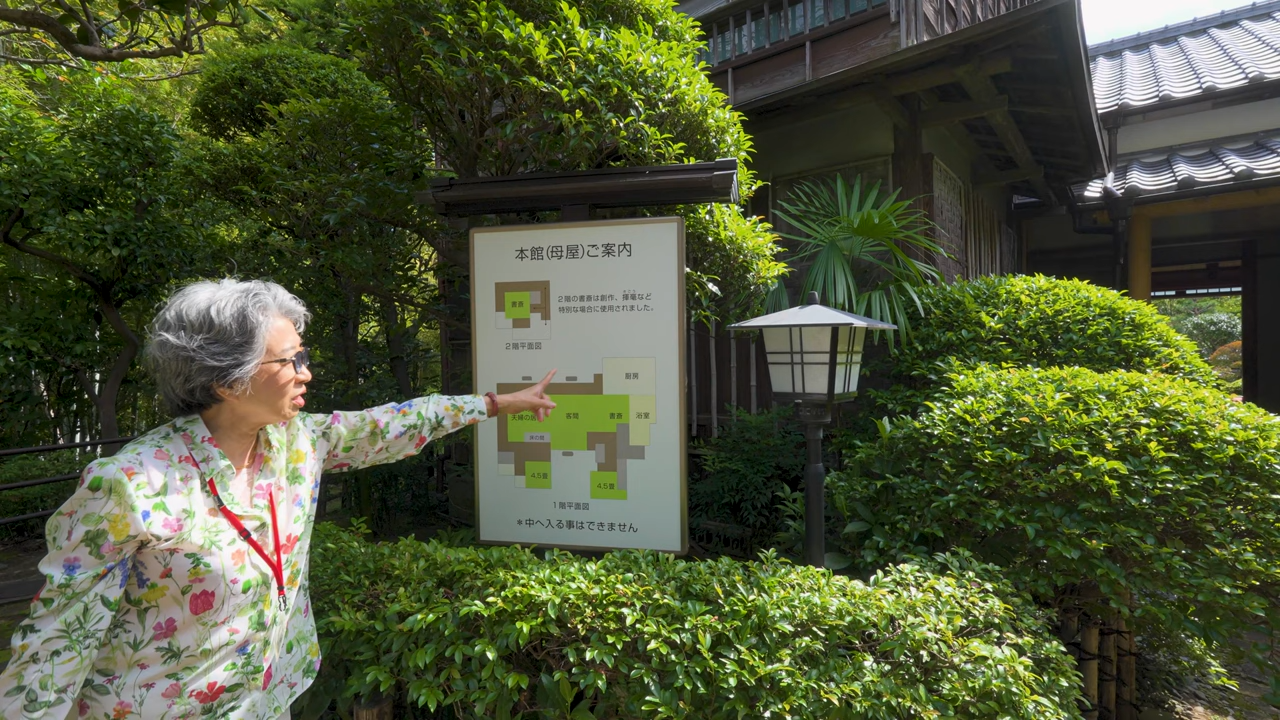 本館(母屋)ご案内
書斎
2階の書斎は創作、揮毫など
特別な場合に使用されました。
2階平面図
厨房
客間
書斎
浴室
4.5畳
4.5畳
1階平面図
＊中へ入る事はできません